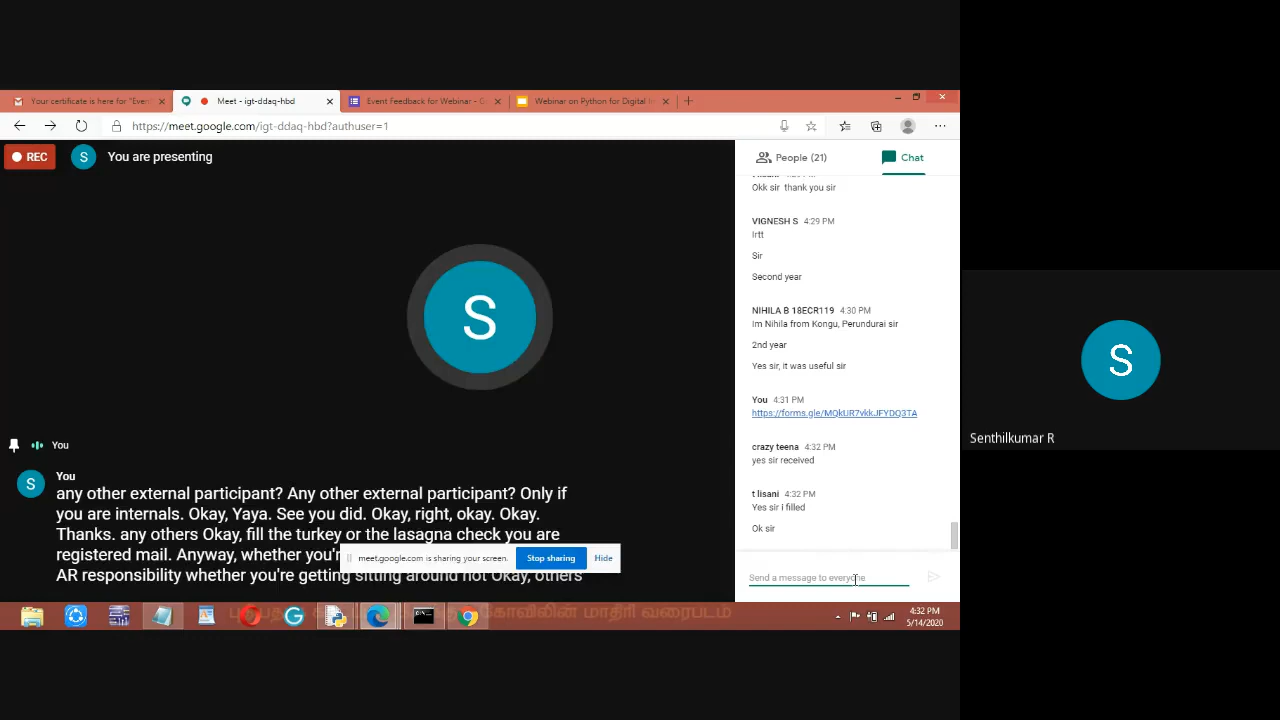 Your certificate is here for "Even
Meet - igt-ddaq-hbd
Event Feedback for Webinar - G
Webinar on Python for Digital Im
https://meet.google.com/igt-ddaq-hbd?authuser=1
REC
S
You are presenting
People (21)
Chat
Okk sir thank you sir
VIGNESH S 4:29 PM
Irtt
Sir
Second year
NIHILA B 18ECR119 4:30 PM
Im Nihila from Kongu, Perundurai sir
2nd year
Yes sir, it was useful sir
You 4:31 PM
https://forms.gle/MQkUR7vkkJFYDQ3TA
crazy teena 4:32 PM
yes sir received
t lisani 4:32 PM
Yes sir i filled
Ok sir
Send a message to everyone
S
You
S
You
any other external participant? Any other external participant? Only if
you are internals. Okay, Yaya. See you did. Okay, right, okay. Okay.
Thanks. any others Okay, fill the turkey or the lasagna check you are
registered mail. Anyway, whether you'r
AR responsibility whether you're getting sitting around not Okay, others
meet.google.com is sharing your screen.
Stop sharing
Hide
மாதிரி வரைபடம்
4:32 PM
5/14/2020
S
Senthilkumar R